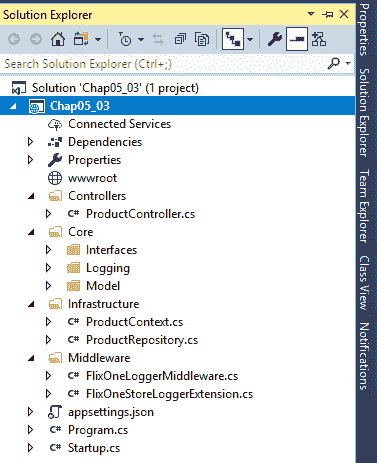 Solution Explorer
Search Solution Explorer (Ctrl+;)
Solution 'Chap05_03' (1 project)
Chap05_03
Connected Services
Dependencies
Properties
wwwroot
Controllers
C# ProductController.cs
Core
Interfaces
Logging
Model
Infrastructure
C# ProductContext.cs
C# ProductRepository.cs
Middleware
C# FlixOneLoggerMiddleware.cs
C# FlixOneStoreLoggerExtension.cs
appsettings.json
C# Program.cs
C# Startup.cs
Properties
Solution Explorer
Team Explorer
Class View
Notifications